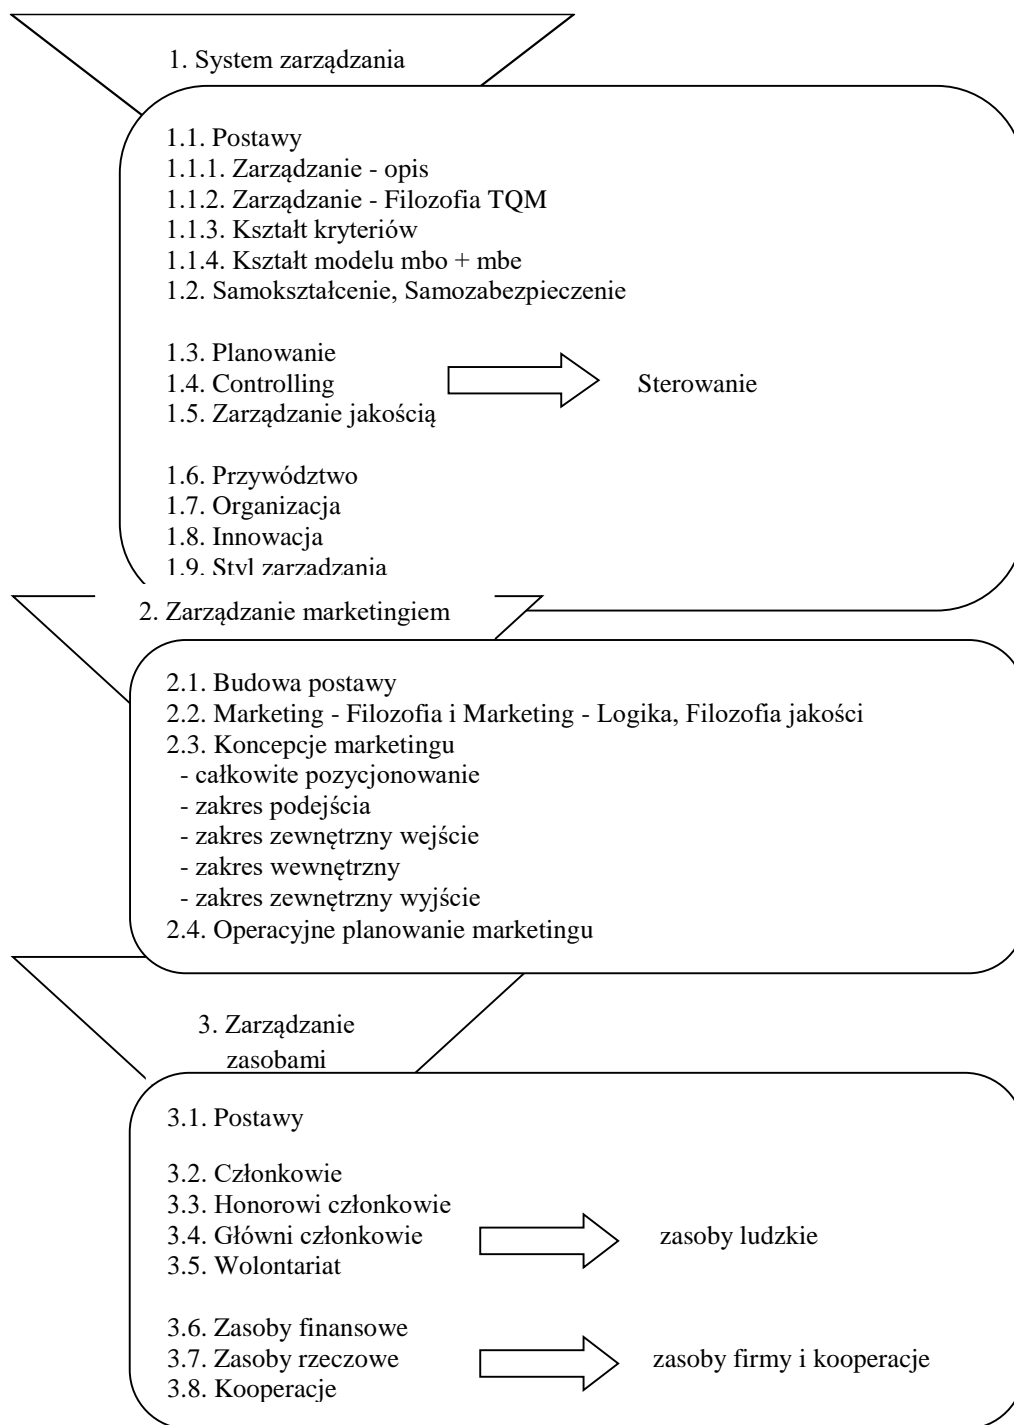 1. System zarządzania
1.1. Postawy
1.1.1. Zarządzanie - opis
1.1.2. Zarządzanie - Filozofia TQM
1.1.3. Kształt kryteriów
1.1.4. Kształt modelu mbo + mbe
1.2. Samokształcenie, Samozabezpieczenie
1.3. Planowanie
1.4. Controlling
Sterowanie
1.5. Zarządzanie jakością
1.6. Przywództwo
1.7. Organizacja
1.8. Innowacja
1.9. Styl zarządzania
2. Zarządzanie marketingiem
2.1. Budowa postawy
2.2. Marketing - Filozofia i Marketing - Logika, Filozofia jakości
2.3. Koncepcje marketingu
- całkowite pozycjonowanie
- zakres podejścia
- zakres zewnętrzny wejście
- zakres wewnętrzny
- zakres zewnętrzny wyjście
2.4. Operacyjne planowanie marketingu
3. Zarządzanie
zasobami
3.1. Postawy
3.2. Członkowie
3.3. Honorowi członkowie
3.4. Główni członkowie
zasoby ludzkie
3.5. Wolontariat
3.6. Zasoby finansowe
3.7. Zasoby rzeczowe
zasoby firmy i kooperacje
3.8. Kooperacje